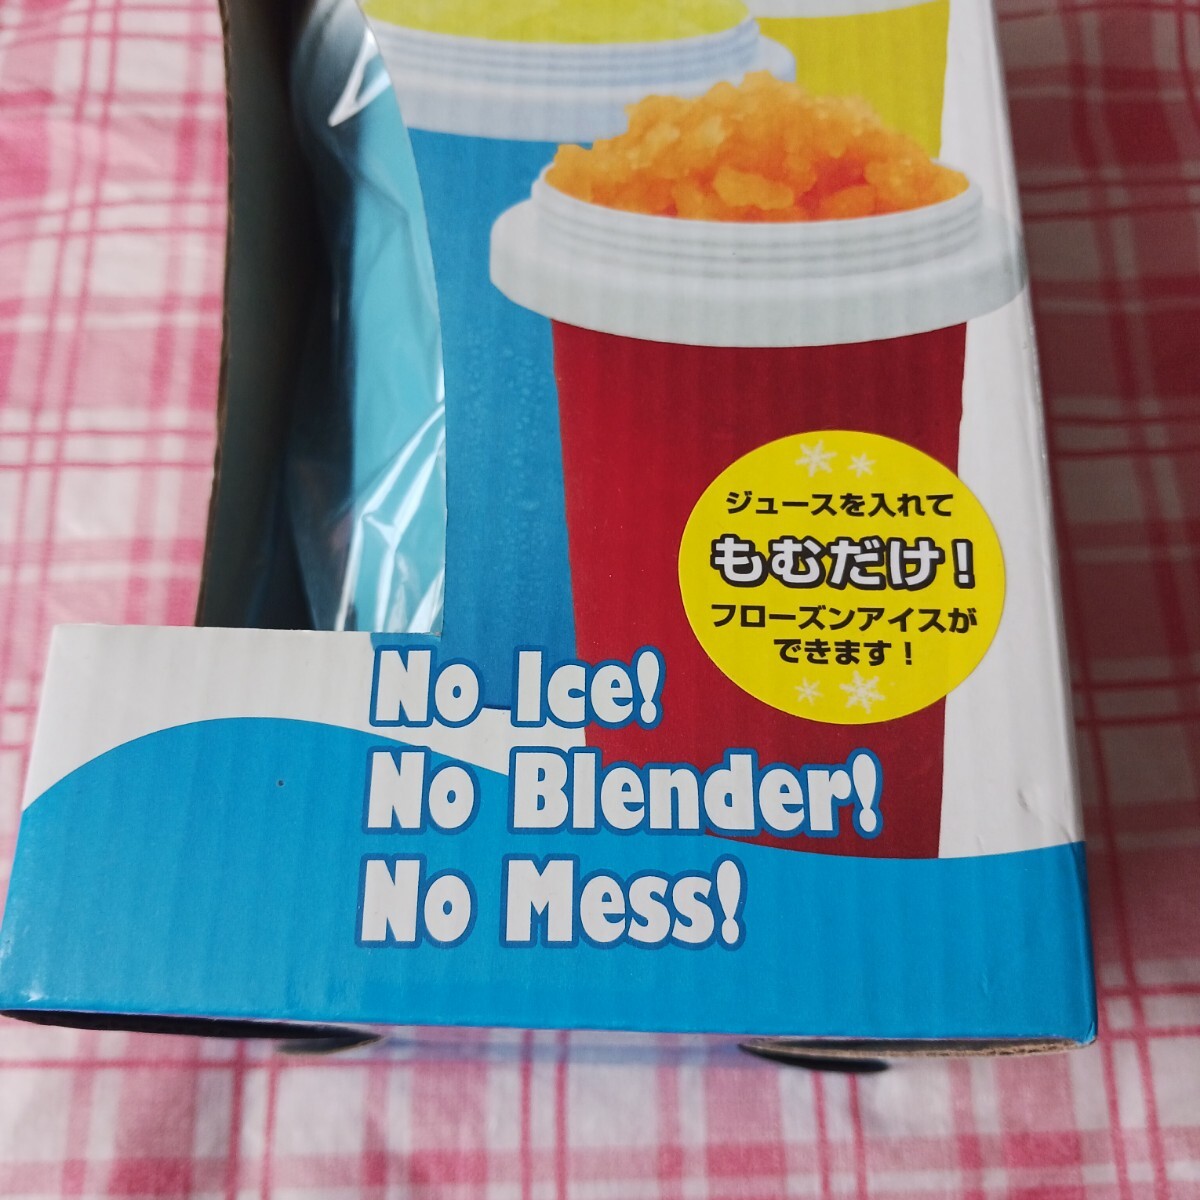 ジュースを入れて
もむだけ！
フローズンアイスが
できます！
No Ice!
No Blender!
No Mess!